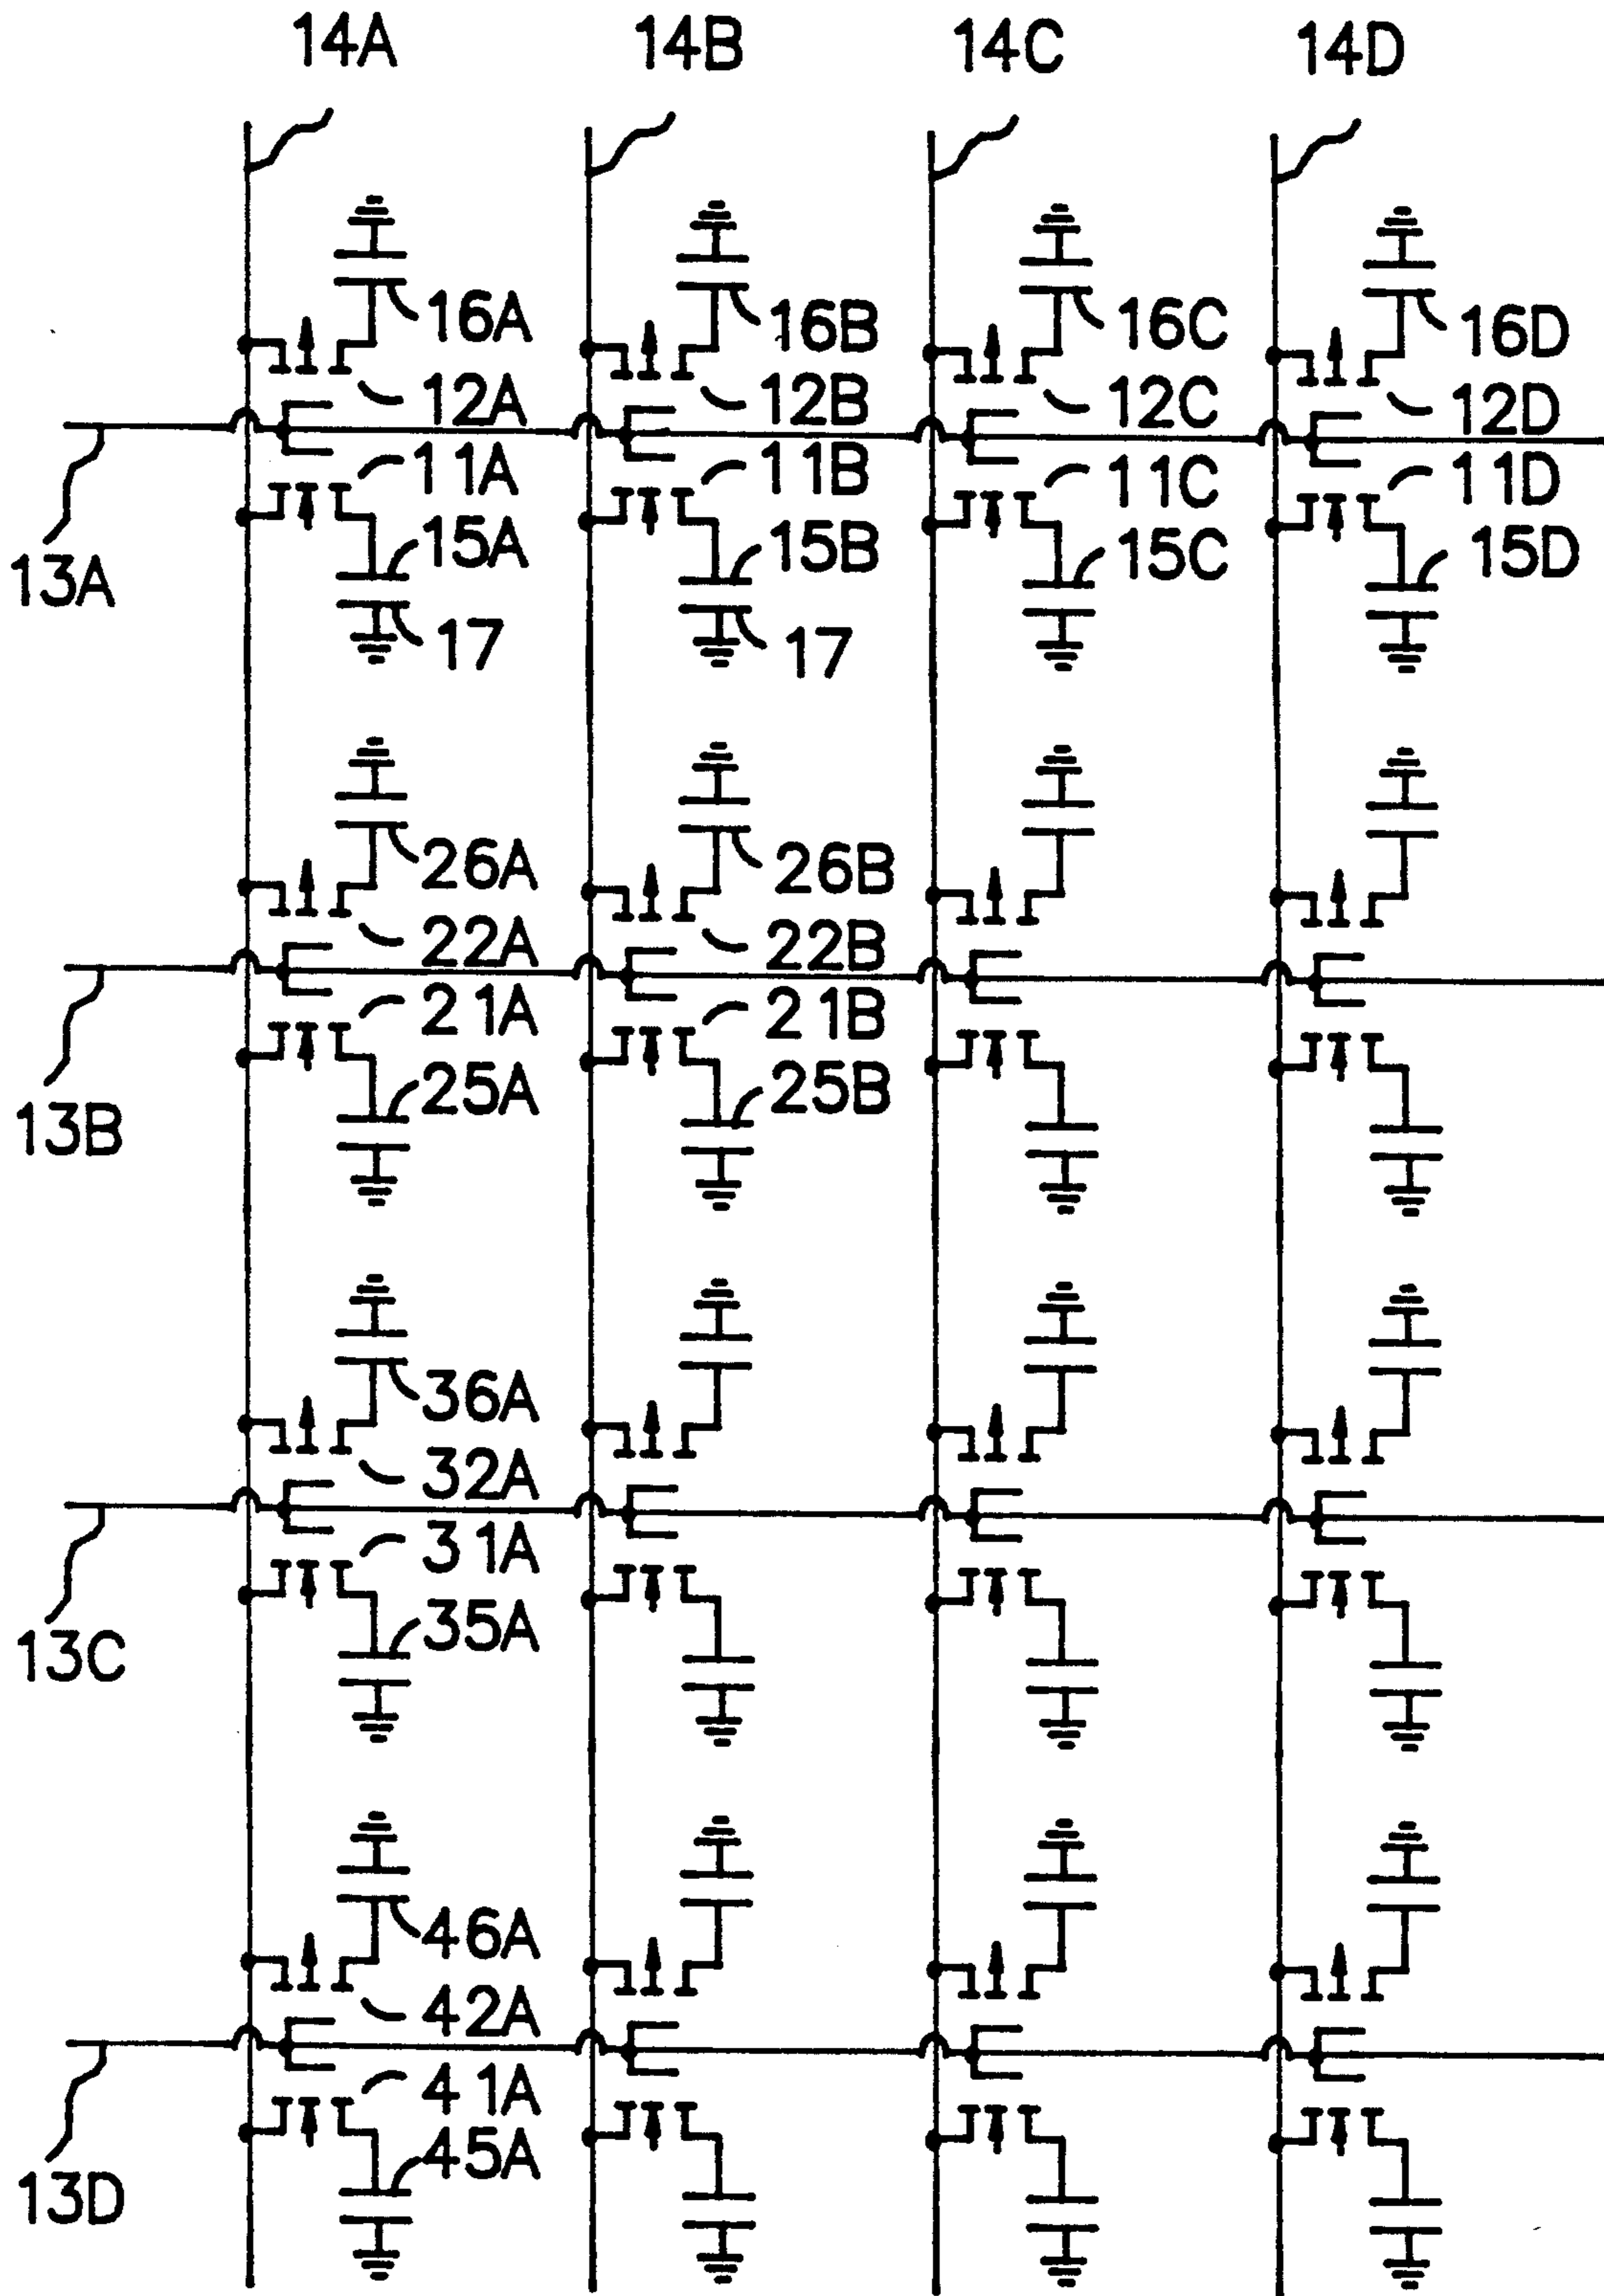 14A 14B 14C 14D
16A 16B 16C 16D
12A 12B 12C 12D
11A 11B 11C 11D
15A 15B 15C 15D
13A
17 17
26A 26B
22A 22B
21A 21B
25A 25B
13B
36A
32A
31A
35A
13C
46A
42A
41A
45A
13D